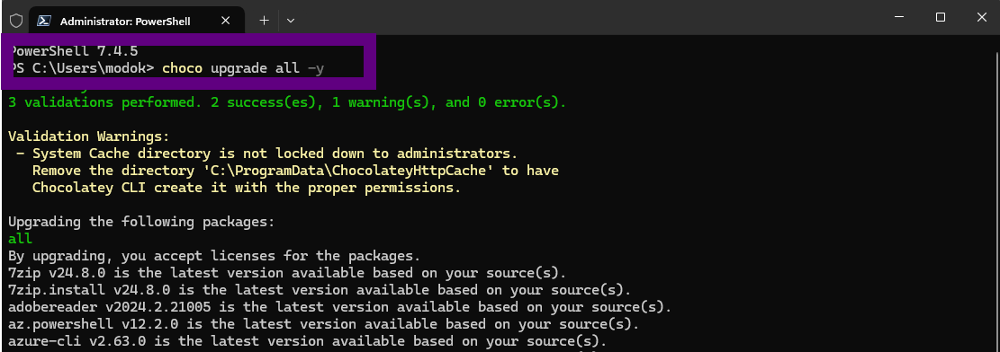 Administrator: PowerShell
PowerShell 7.4.5
PS C:\Users\modok> choco upgrade all -y
3 validations performed. 2 success(es), 1 warning(s), and 0 error(s).
Validation Warnings:
- System Cache directory is not locked down to administrators.
Remove the directory 'C:\ProgramData\ChocolateyHttpCache' to have
Chocolatey CLI create it with the proper permissions.
Upgrading the following packages:
all
By upgrading, you accept licenses for the packages.
7zip v24.8.0 is the latest version available based on your source(s).
7zip.install v24.8.0 is the latest version available based on your source(s).
adobereader v2024.2.21005 is the latest version available based on your source(s).
az.powershell v12.2.0 is the latest version available based on your source(s).
azure-cli v2.63.0 is the latest version available based on your source(s).